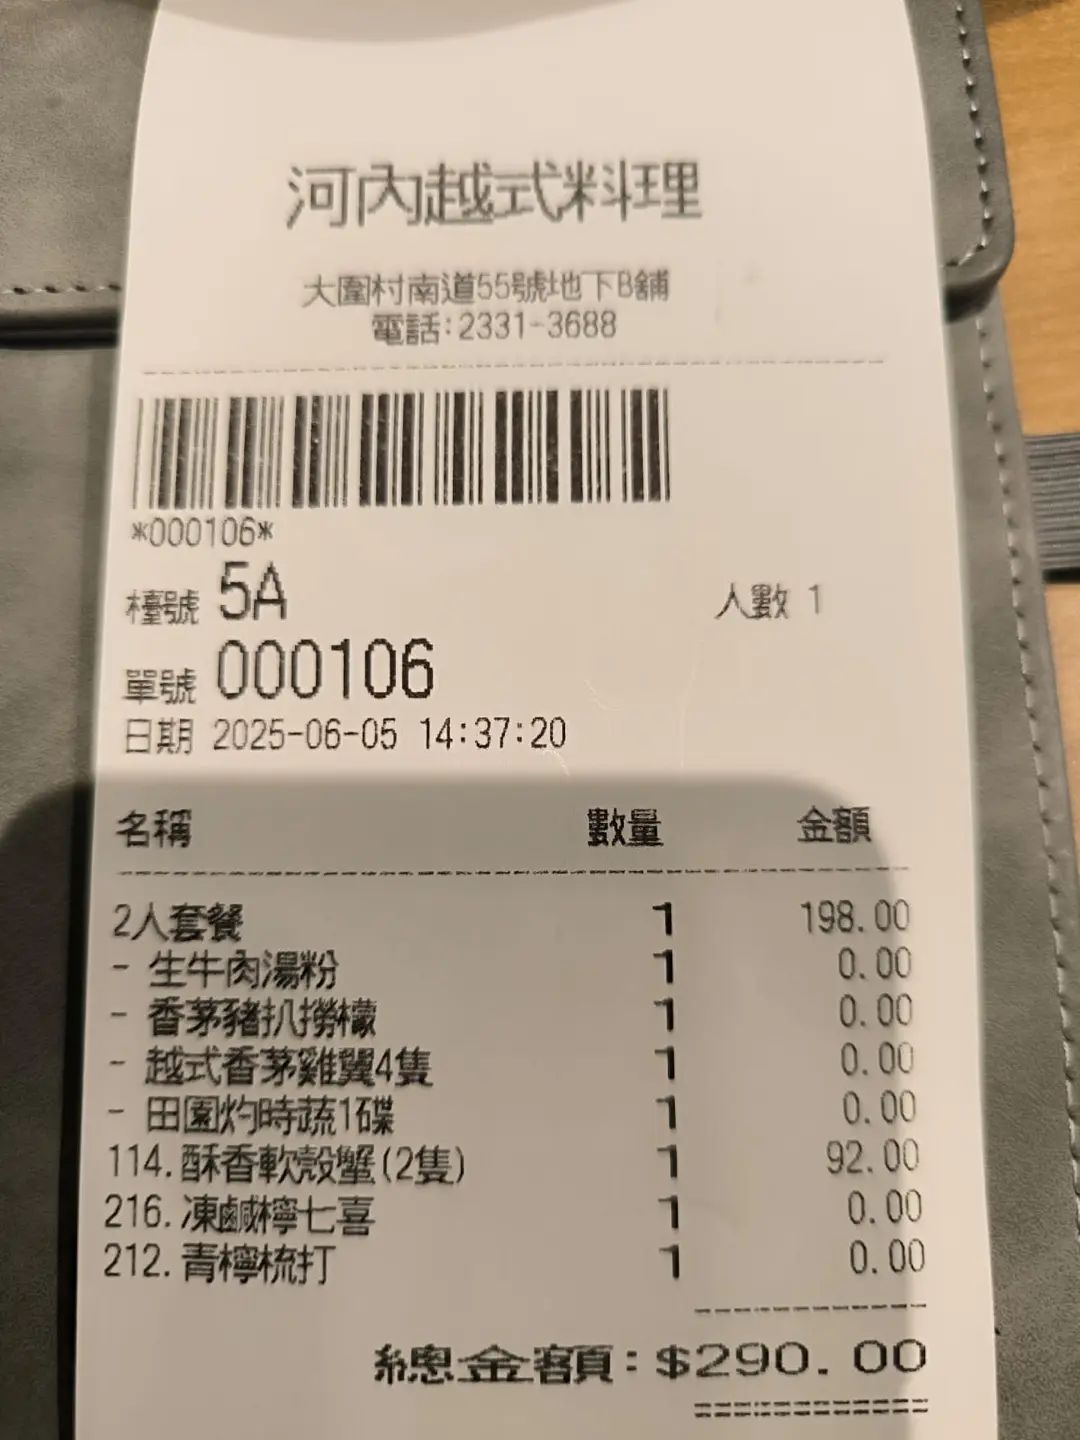 河內越式料理
大圍村南道55號地下B舖
電話:2331-3688
*000106*
檯號 5A 人數 1
單號 000106
日期 2025-06-05 14:37:20
名稱 數量 金額
2人套餐 1 198.00
- 生牛肉湯粉 1 0.00
- 香茅豬扒撈檬 1 0.00
- 越式香茅雞翼4隻 1 0.00
- 田園灼時蔬1碟 1 0.00
114.酥香軟殼蟹(2隻) 1 92.00
216.凍鹹檸七喜 1 0.00
212.青檸梳打 1 0.00
總金額:$290.00